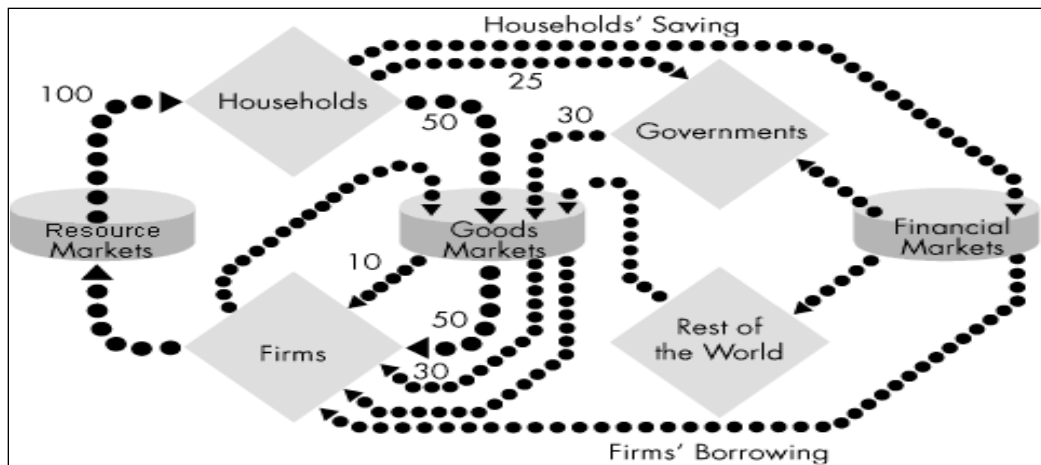 Households' Saving
100
25
Households
50
30
Governments
Resource
Markets
Goods
Markets
Financial
Markets
10
50
Firms
30
Rest of
the World
Firms' Borrowing